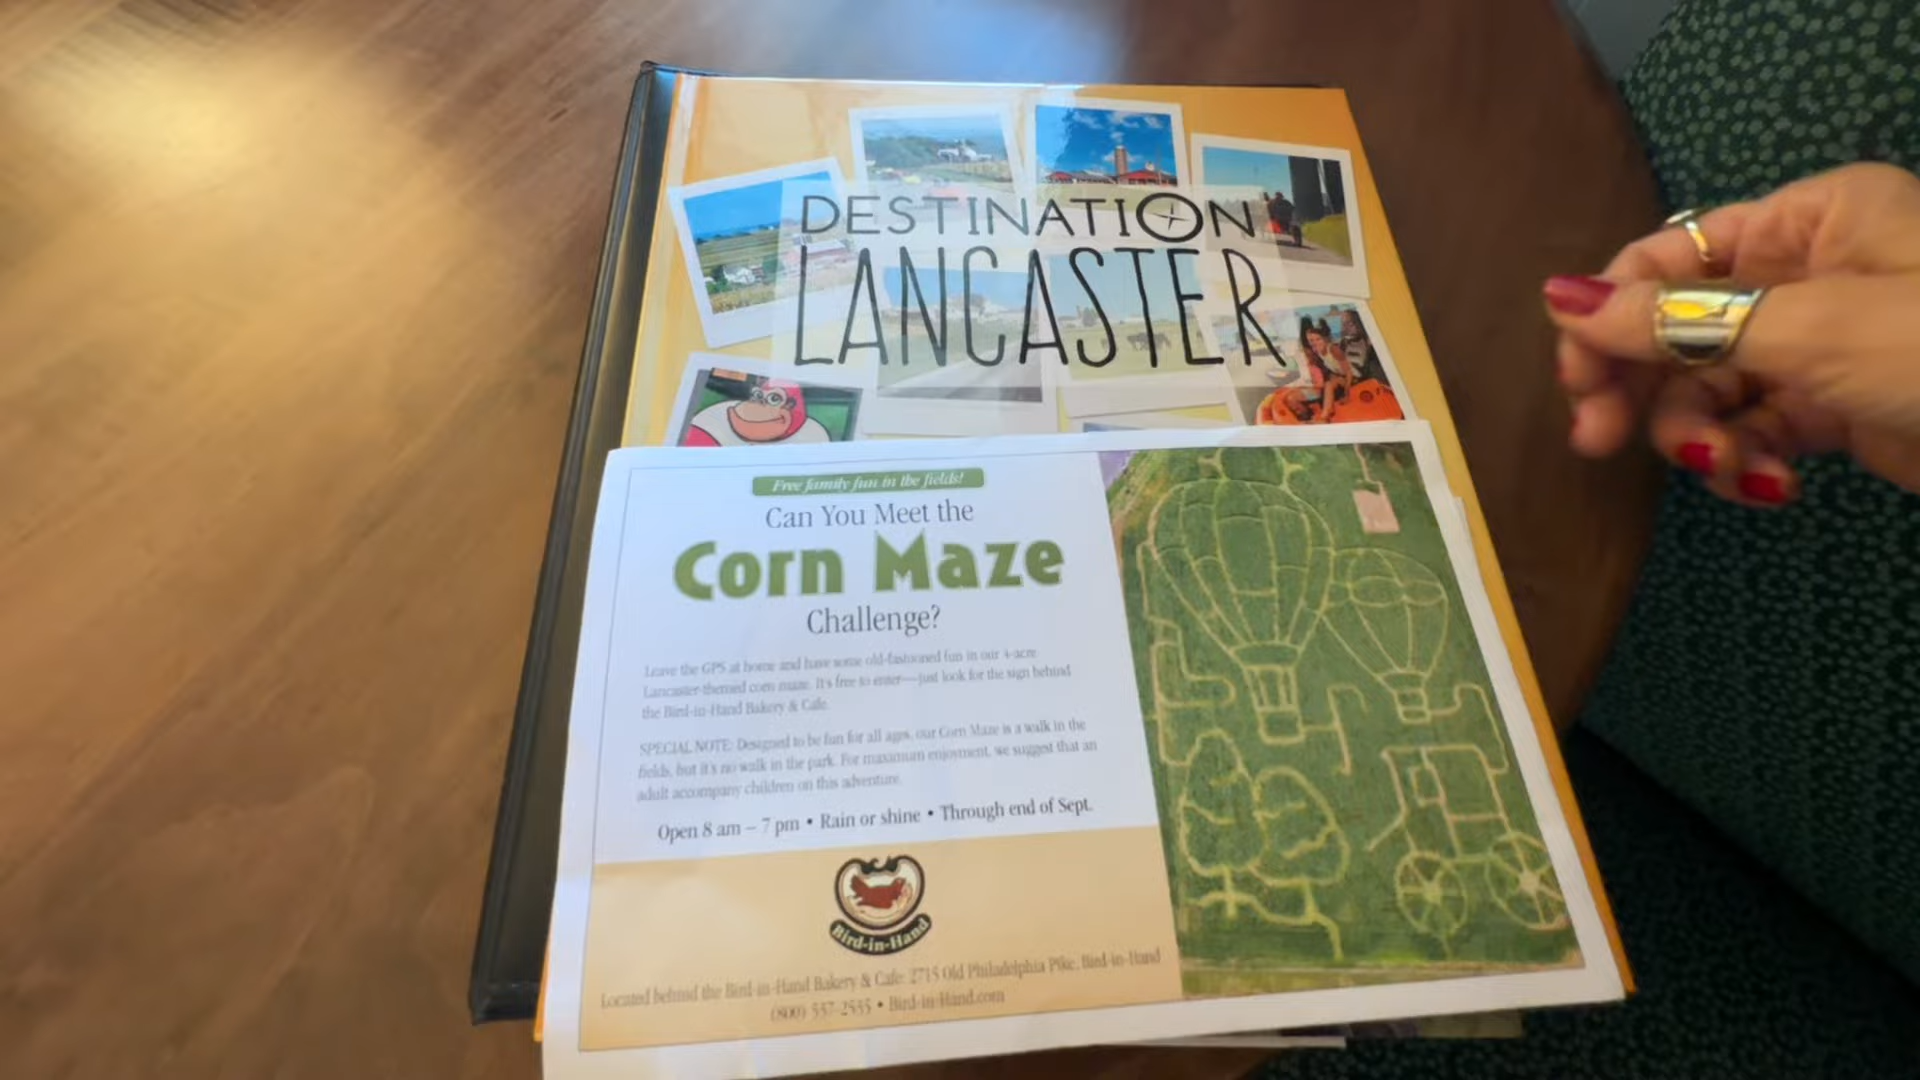 DESTINATION
LANCASTER
Free family fun in the fields!
Can You Meet the
Corn Maze
Challenge?
Leave the GPS at home and have some old-fashioned fun in our 4-acre
Lancaster-themed corn maze. It's free to enter—just look for the sign behind
the Bird-in-Hand Bakery & Cafe.
SPECIAL NOTE: Designed to be fun for all ages, our Corn Maze is a walk in the
fields, but it's no walk in the park. For maximum enjoyment, we suggest that an
adult accompany children on this adventure.
Open 8 am – 7 pm • Rain or shine • Through end of Sept.
Bird-in-Hand
Located behind the Bird-in-Hand Bakery & Cafe: 2715 Old Philadelphia Pike, Bird-in-Hand
(800) 557-2535 • Bird-in-Hand.com